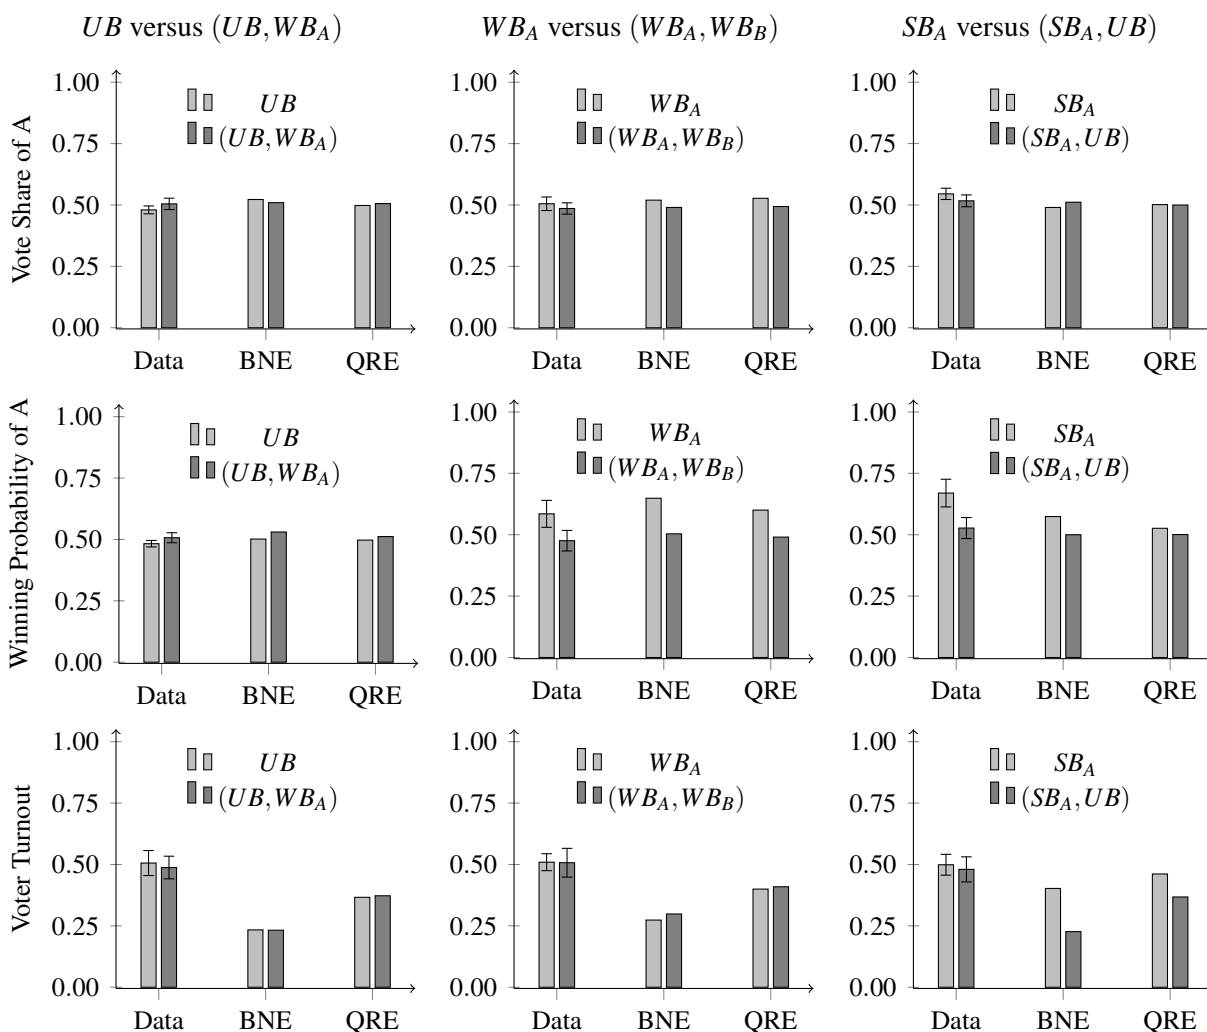 UB versus (UB, WB_A)
WB_A versus (WB_A, WB_B)
SB_A versus (SB_A, UB)
Vote Share of A
1.00
0.75
0.50
0.25
0.00
UB
(UB, WB_A)
Data BNE QRE
1.00
0.75
0.50
0.25
0.00
WB_A
(WB_A, WB_B)
Data BNE QRE
1.00
0.75
0.50
0.25
0.00
SB_A
(SB_A, UB)
Data BNE QRE
Winning Probability of A
1.00
0.75
0.50
0.25
0.00
UB
(UB, WB_A)
Data BNE QRE
1.00
0.75
0.50
0.25
0.00
WB_A
(WB_A, WB_B)
Data BNE QRE
1.00
0.75
0.50
0.25
0.00
SB_A
(SB_A, UB)
Data BNE QRE
Voter Turnout
1.00
0.75
0.50
0.25
0.00
UB
(UB, WB_A)
Data BNE QRE
1.00
0.75
0.50
0.25
0.00
WB_A
(WB_A, WB_B)
Data BNE QRE
1.00
0.75
0.50
0.25
0.00
SB_A
(SB_A, UB)
Data BNE QRE